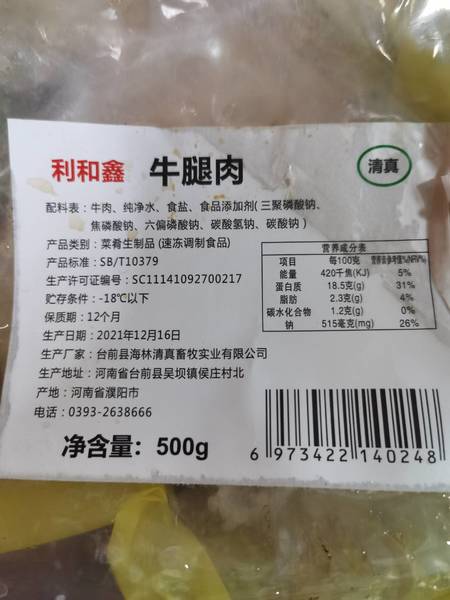 利和鑫 牛腿肉 清真
配料表：牛肉、纯净水、食盐、食品添加剂(三聚磷酸钠、
焦磷酸钠、六偏磷酸钠、碳酸氢钠、碳酸钠)
产品类别：菜肴生制品(速冻调制食品)
产品标准：SB/T10379
生产许可证编号：SC11141092700217
贮存条件：-18℃以下
保质期：12个月
生产日期：2021年12月16日
生产厂家：台前县海林清真畜牧实业有限公司
生产地址：河南省台前县吴坝镇侯庄村北
产地：河南省濮阳市
电话：0393-2638666
净含量：500g
营养成分表
项目 每100克 营养素参考值%(NRV%)
能量 420千焦(KJ) 5%
蛋白质 18.5克(g) 31%
脂肪 2.3克(g) 4%
碳水化合物 1.2克(g) 0%
钠 515毫克(mg) 26%
6 973422 140248